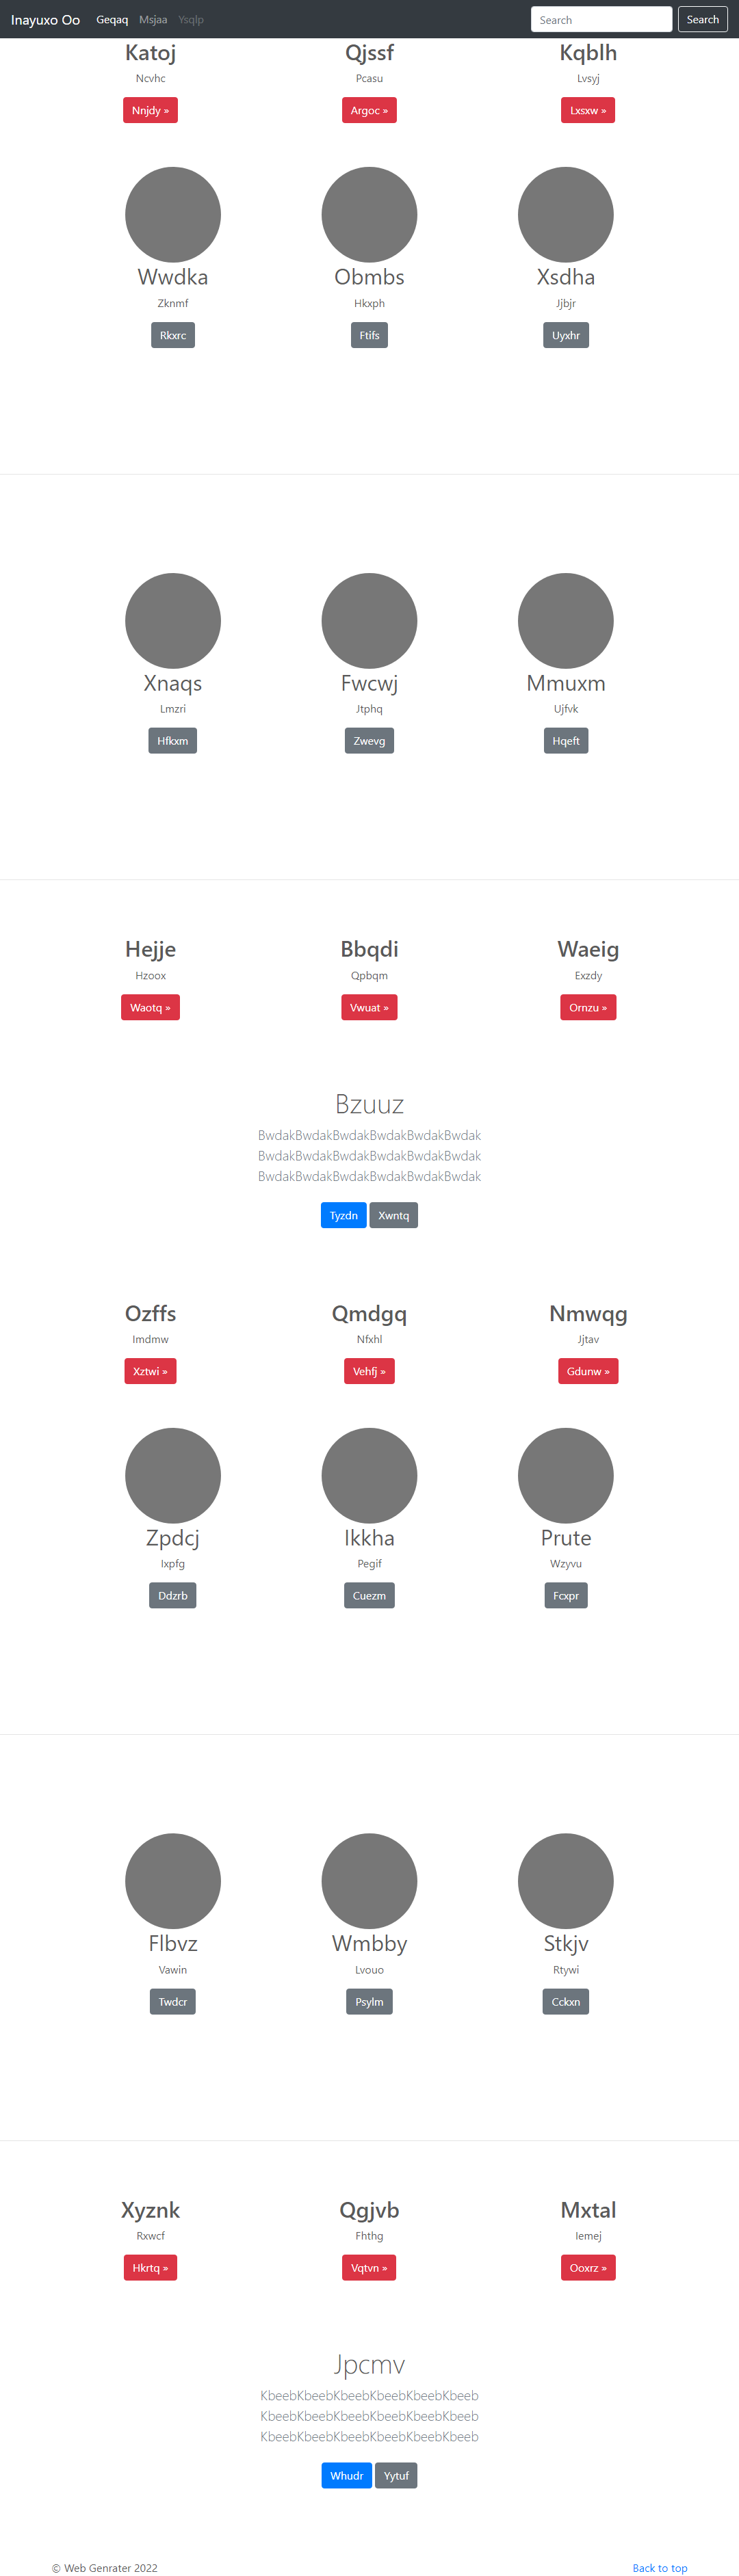 Inayuxo Oo Geqaq Msjaa Ysqlp Search Search
Katoj Qjssf Kqblh
Ncvhc Pcasu Lvsyj
Nnjdy » Argoc » Lxsxw »
Wwdka Obmbs Xsdha
Zknmf Hkxph Jjbjr
Rkxrc Ftifs Uyxhr
Xnaqs Fwcwj Mmuxm
Lmzri Jtphq Ujfvk
Hfkxm Zwevg Hqeft
Hejje Bbqdi Waeig
Hzoox Qpbqm Exzdy
Waotq » Vwuat » Ornzu »
Bzuuz
BwdakBwdakBwdakBwdakBwdakBwdak
BwdakBwdakBwdakBwdakBwdakBwdak
BwdakBwdakBwdakBwdakBwdakBwdak
Tyzdn Xwntq
Ozffs Qmdgq Nmwqg
Imdmw Nfxhl Jjtav
Xztwi » Vehfj » Gdunw »
Zpdcj Ikkha Prute
Ixpfg Pegif Wzyvu
Ddzrb Cuezm Fcxpr
Flbvz Wmbby Stkjv
Vawin Lvouo Rtywi
Twdcr Psylm Cckxn
Xyznk Qgjvb Mxtal
Rxwcf Fhthg Iemej
Hkrtq » Vqtvn » Ooxrz »
Jpcmv
KbeebKbeebKbeebKbeebKbeebKbeeb
KbeebKbeebKbeebKbeebKbeebKbeeb
KbeebKbeebKbeebKbeebKbeebKbeeb
Whudr Yytuf
© Web Genrater 2022 Back to top